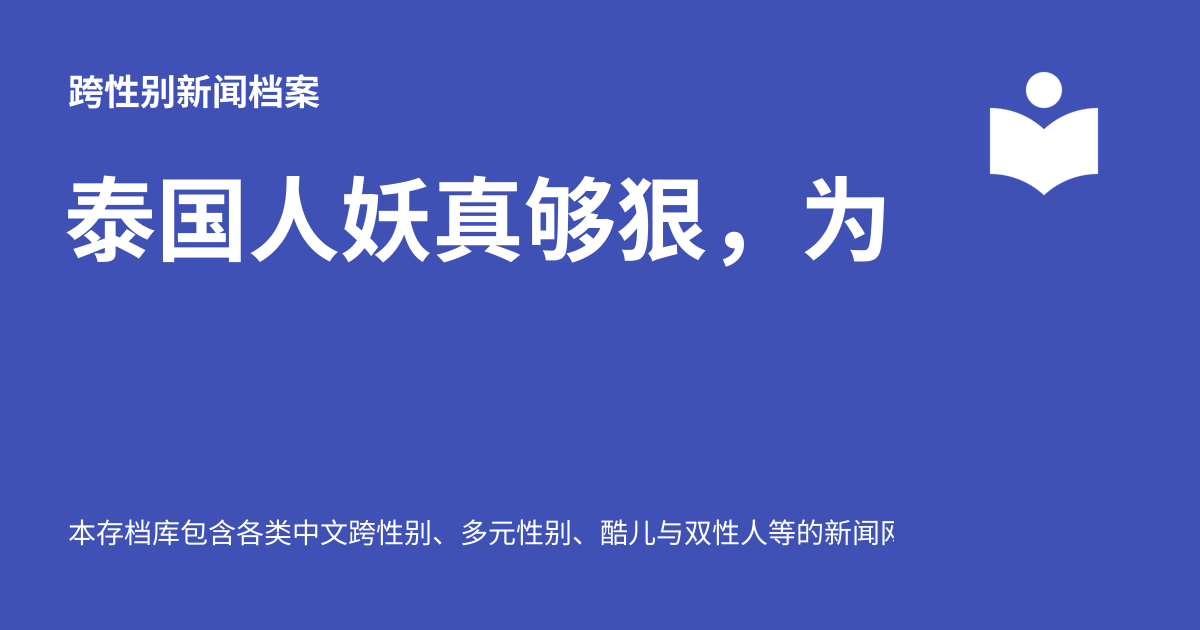 跨性别新闻档案
泰国人妖真够狠，为
本存档库包含各类中文跨性别、多元性别、酷儿与双性人等的新闻网